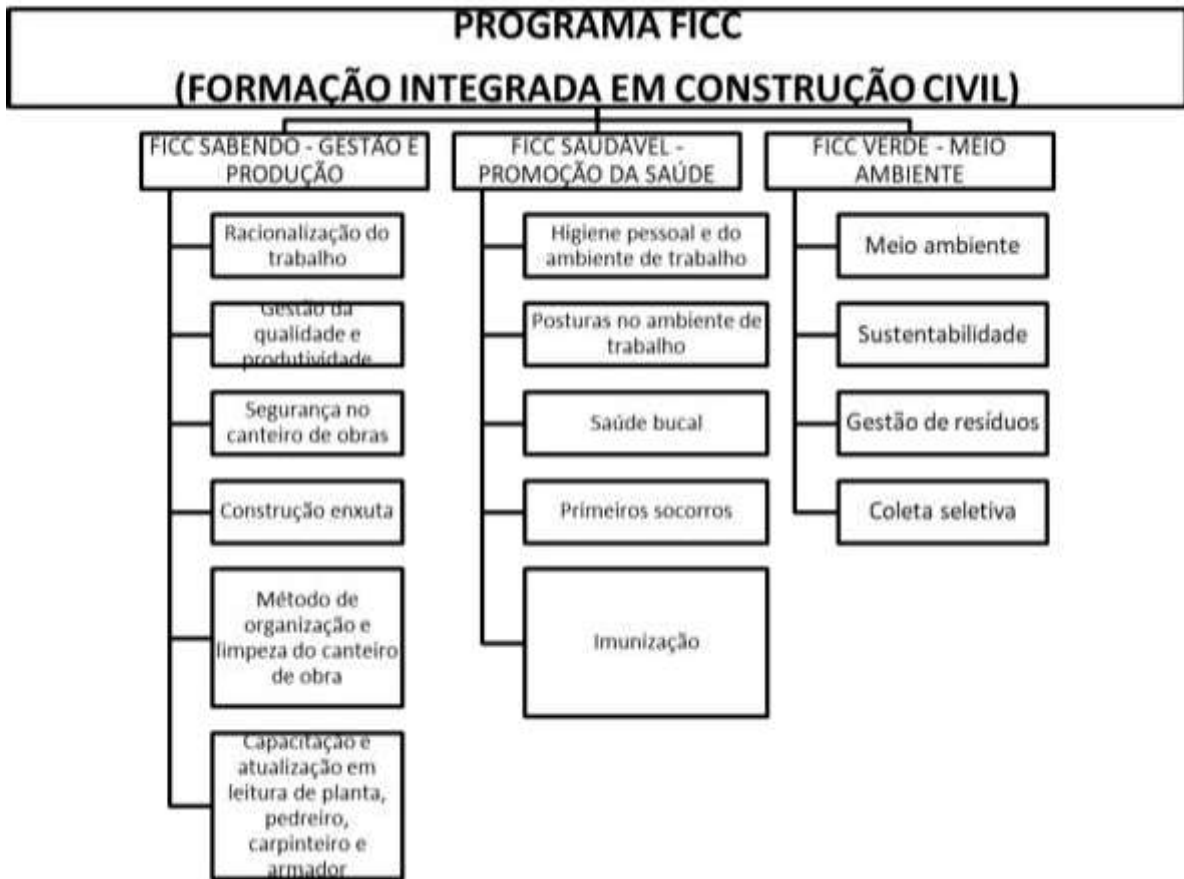 PROGRAMA FICC
(FORMAÇÃO INTEGRADA EM CONSTRUÇÃO CIVIL)
FICC SABENDO - GESTÃO E
PRODUÇÃO
Racionalização do
trabalho
Gestão da
qualidade e
produtividade
Segurança no
canteiro de obras
Construção enxuta
Método de
organização e
limpeza do canteiro
de obra
Capacitação e
atualização em
leitura de planta,
pedreiro,
carpinteiro e
armador
FICC SAUDÁVEL -
PROMOÇÃO DA SAÚDE
Higiene pessoal e do
ambiente de trabalho
Posturas no ambiente de
trabalho
Saúde bucal
Primeiros socorros
Imunização
FICC VERDE - MEIO
AMBIENTE
Meio ambiente
Sustentabilidade
Gestão de resíduos
Coleta seletiva